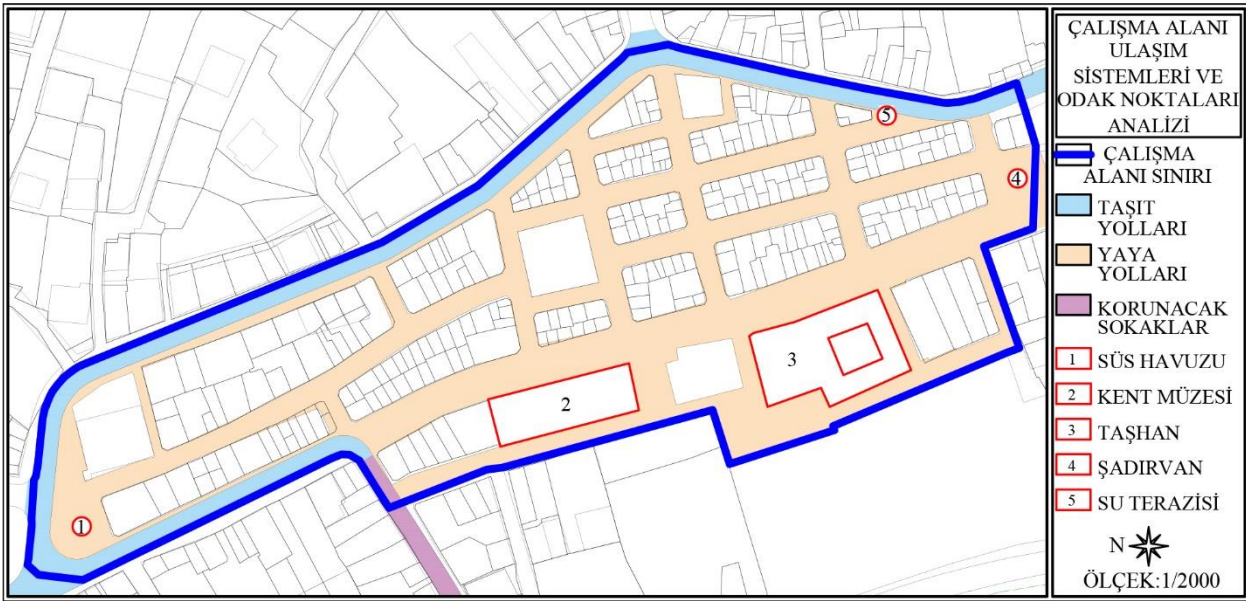 5
4
3
2
1
ÇALIŞMA ALANI
ULAŞIM
SİSTEMLERİ VE
ODAK NOKTALARI
ANALİZİ
ÇALIŞMA
ALANI SINIRI
TAŞIT
YOLLARI
YAYA
YOLLARI
KORUNACAK
SOKAKLAR
1 SÜS HAVUZU
2 KENT MÜZESİ
3 TAŞHAN
4 ŞADIRVAN
5 SU TERAZİSİ
N
ÖLÇEK:1/2000